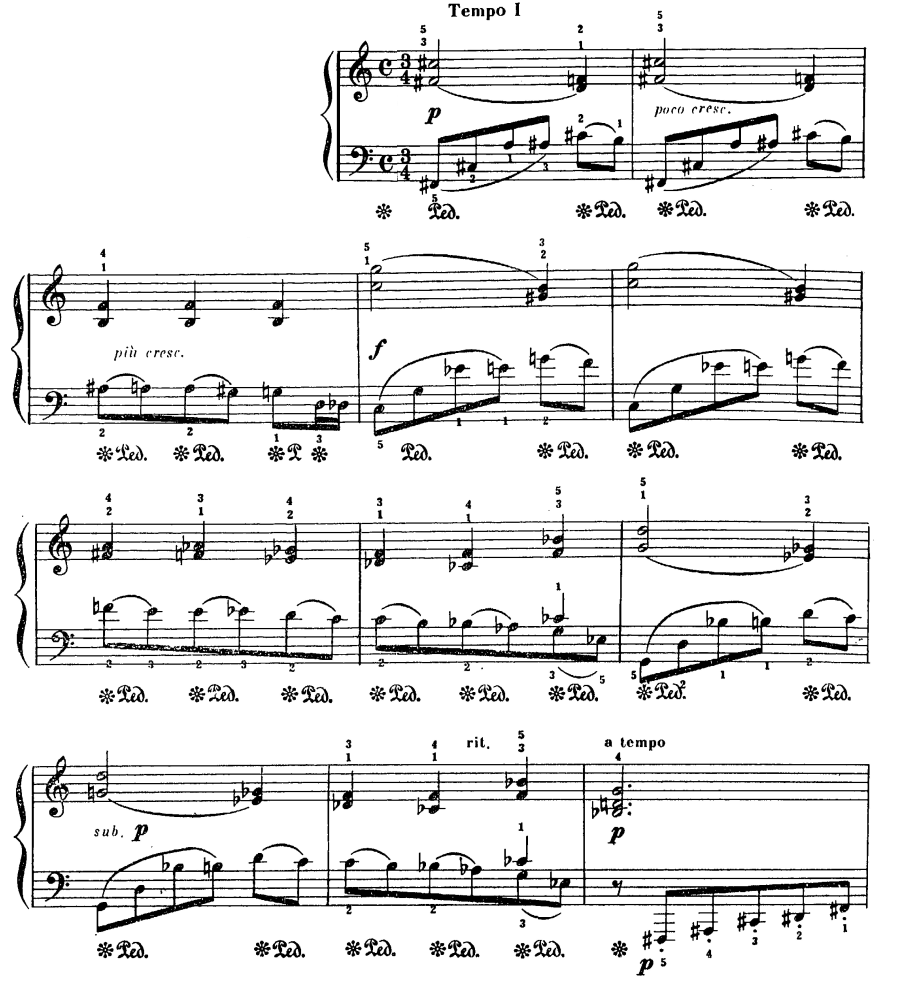 Tempo I
p
poco cresc.
Ped. Ped. Ped. Ped.
più cresc.
f
Ped. Ped. P Ped. Ped. Ped. Ped.
Ped. Ped. Ped. Ped. Ped. Ped. Ped. Ped.
rit. a tempo
sub. p
p
Ped. Ped. Ped. Ped. Ped.
p